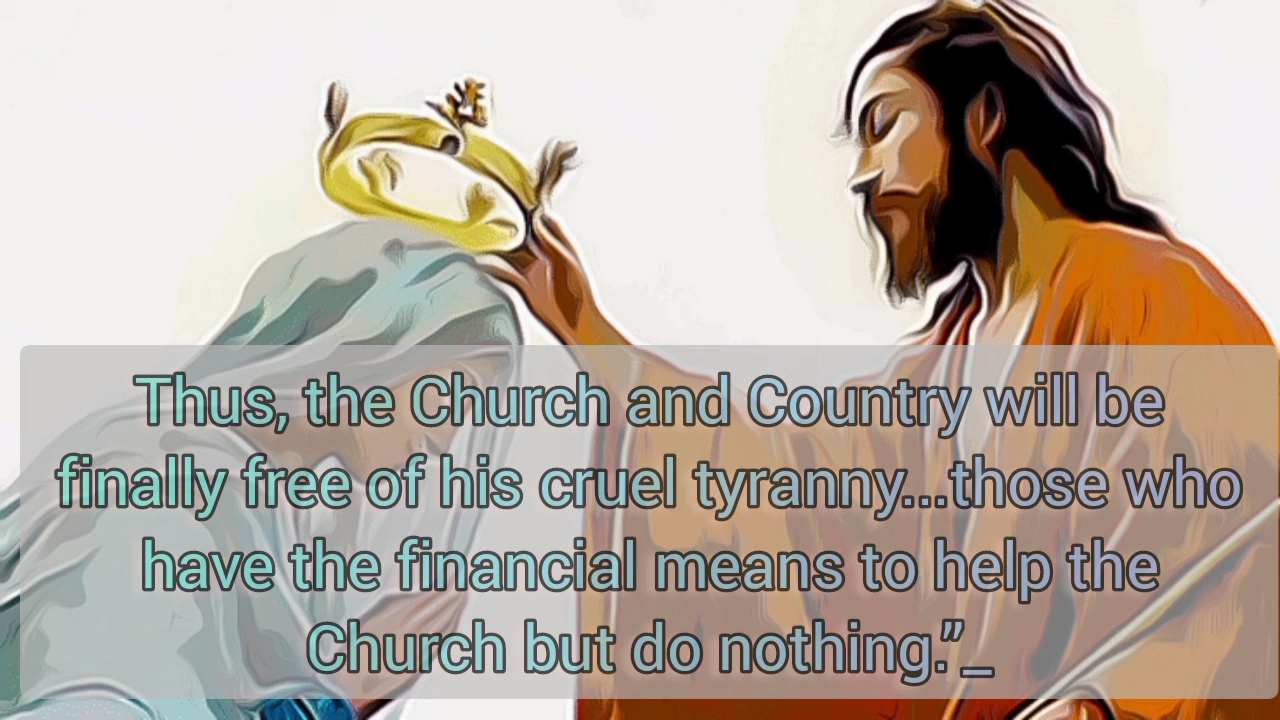 Thus, the Church and Country will be
finally free of his cruel tyranny...those who
have the financial means to help the
Church but do nothing.”_